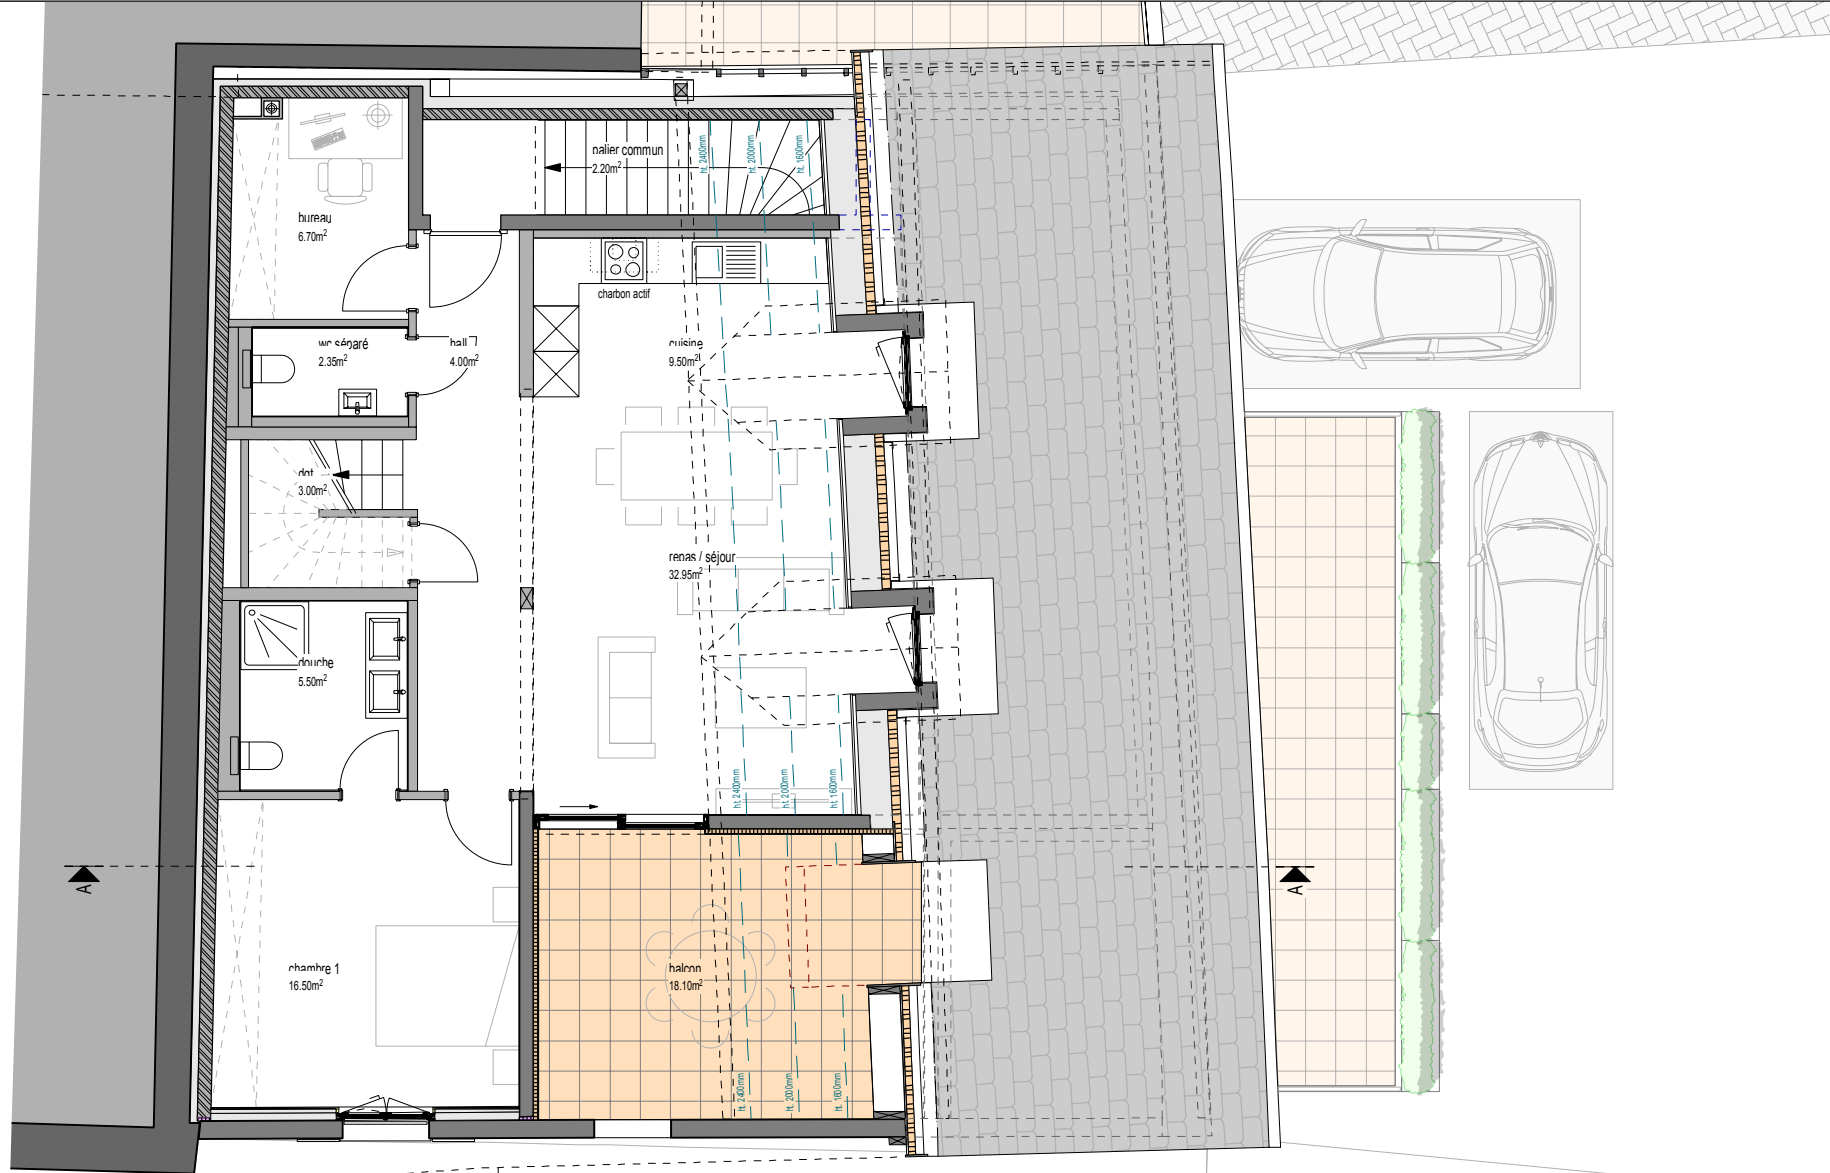 palier commun
2.20m²
ht. 2400mm
ht. 2000mm
ht. 1600mm
bureau
6.70m²
charbon actif
wc séparé
2.35m²
hall 7
4.00m²
cuisine
9.50m²
dgt
3.00m²
repas / séjour
32.95m²
douche
5.50m²
ht. 2400mm
ht. 2000mm
ht. 1600mm
A
A
chambre 1
16.50m²
balcon
18.10m²
ht. 2400mm
ht. 2000mm
ht. 1600mm